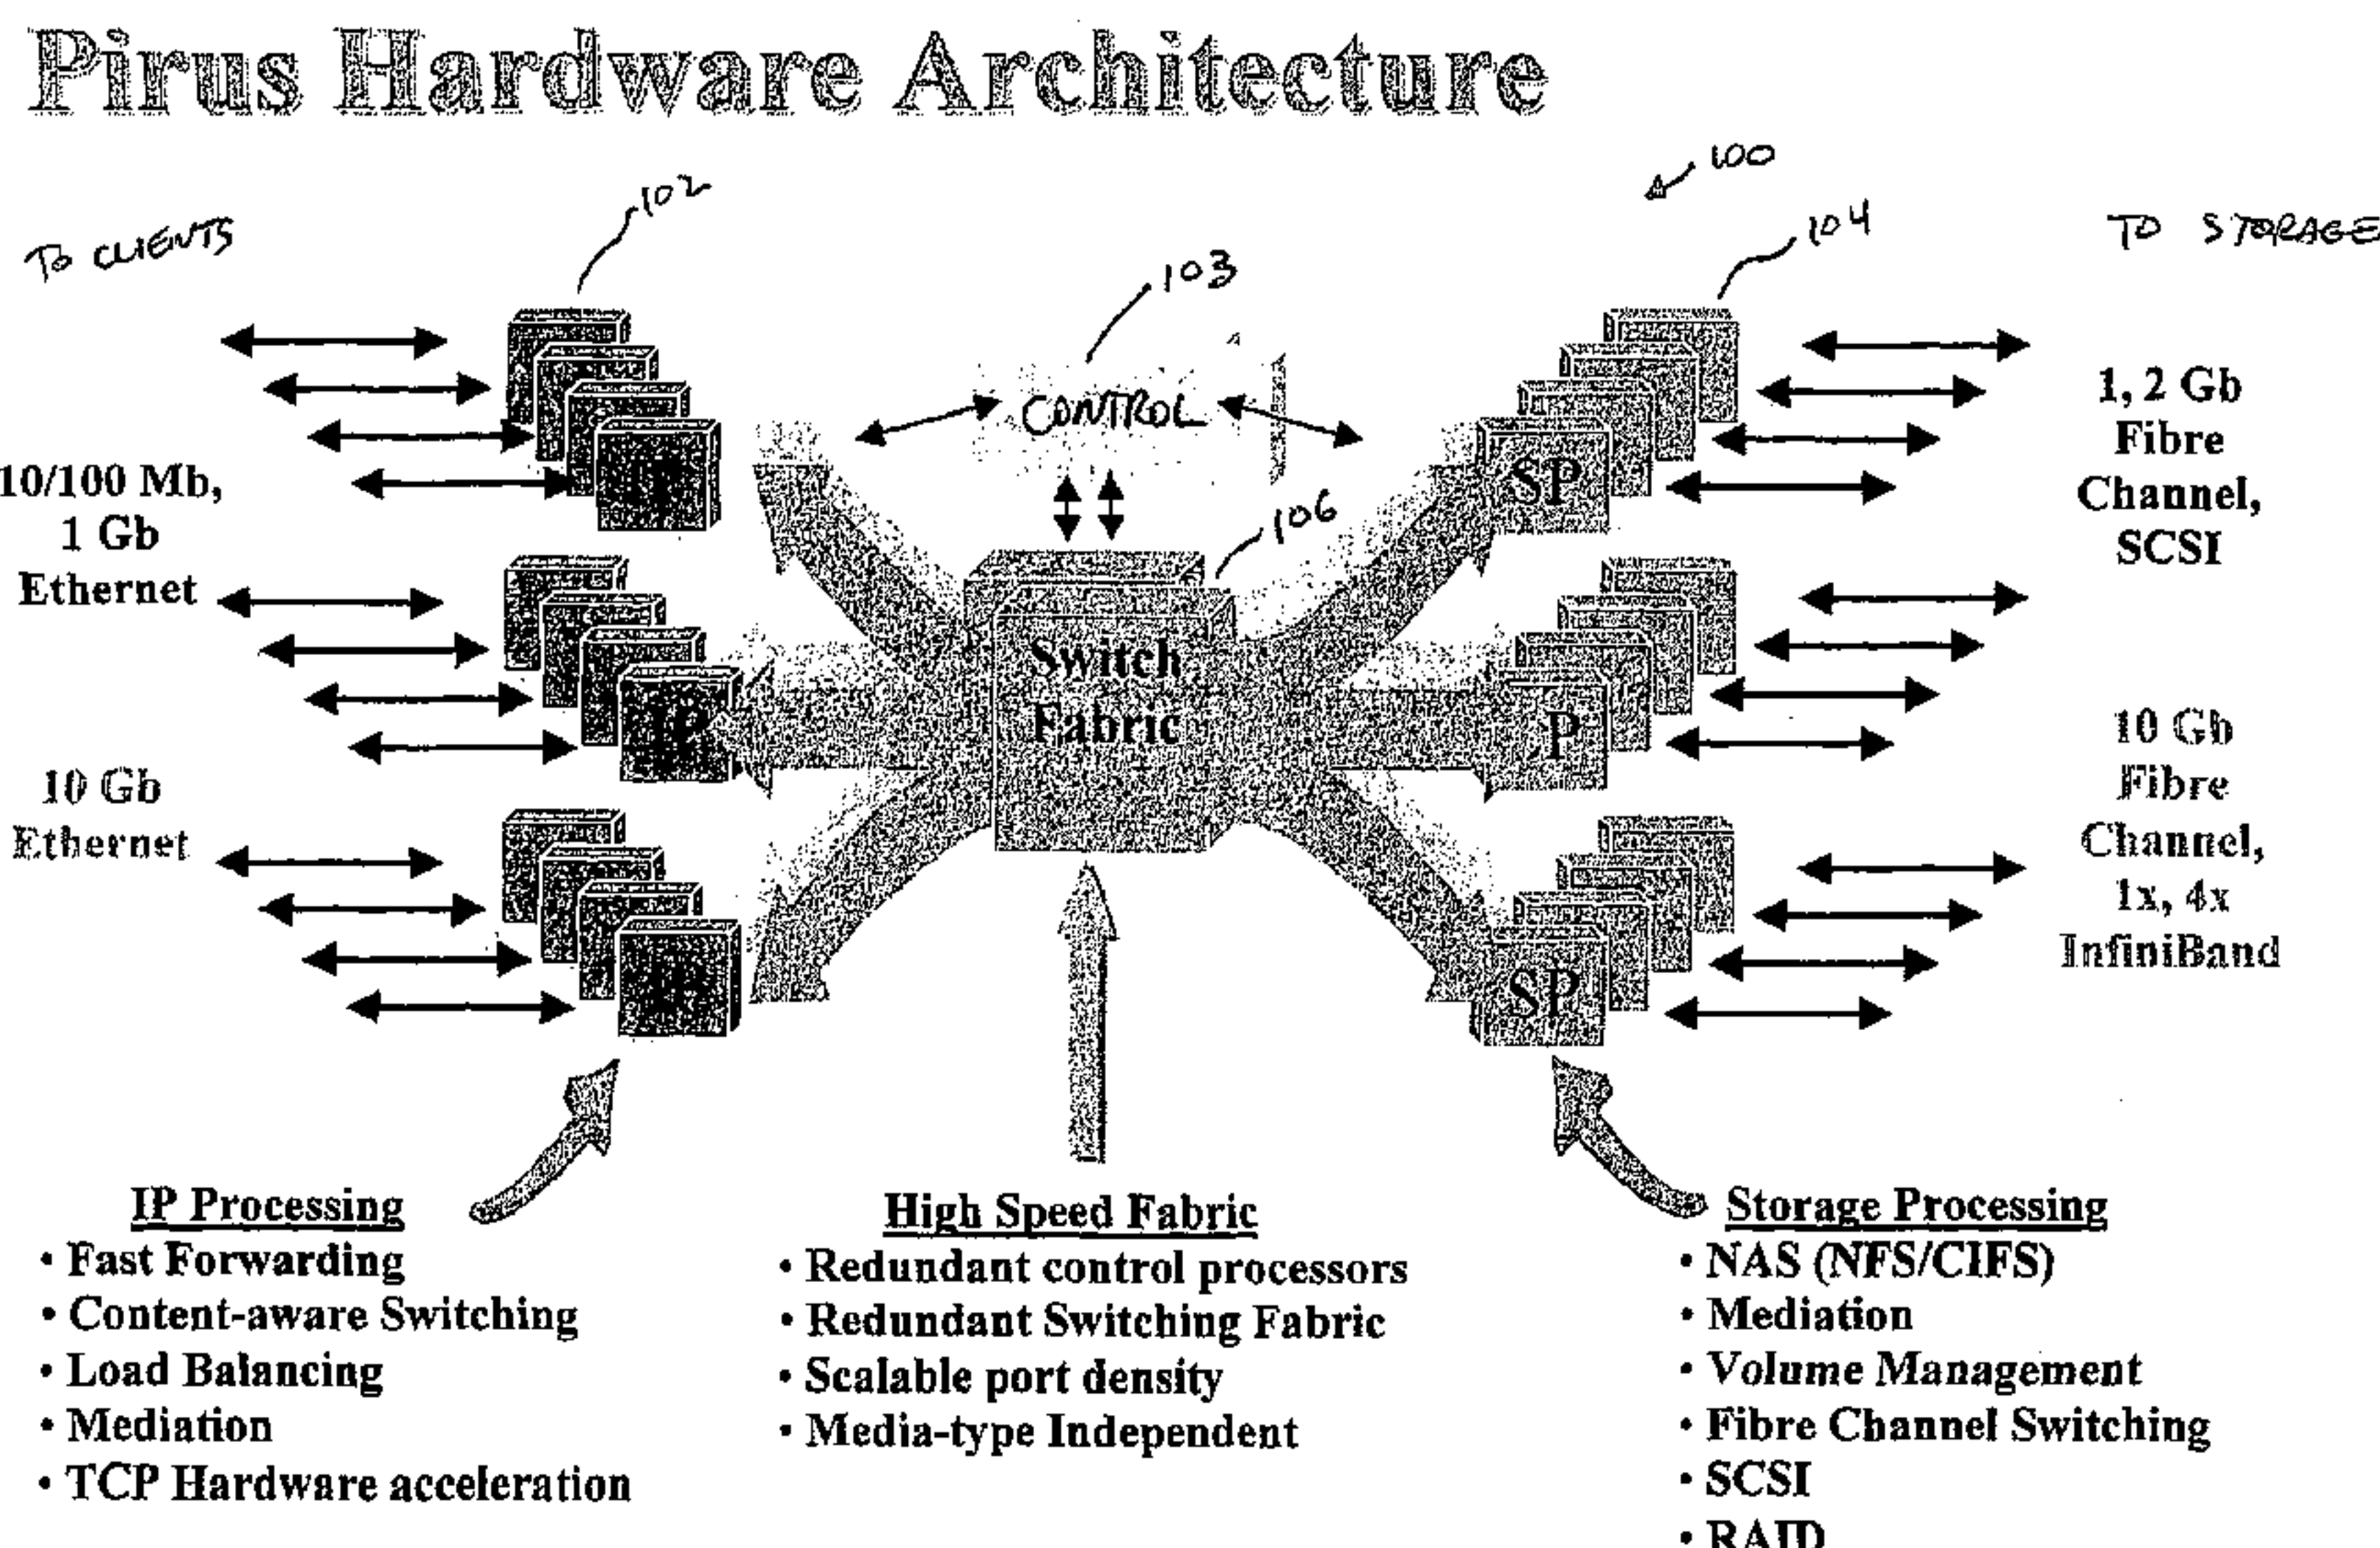 Pirus Hardware Architecture
100
102
104
TO CLIENTS
TO STORAGE
103
CONTROL
1, 2 Gb
Fibre
Channel,
SCSI
10/100 Mb,
1 Gb
Ethernet
SP
106
Switch
Fabric
IP
P
10 Gb
Ethernet
10 Gb
Fibre
Channel,
1x, 4x
InfiniBand
SP
IP Processing
• Fast Forwarding
• Content-aware Switching
• Load Balancing
• Mediation
• TCP Hardware acceleration
High Speed Fabric
• Redundant control processors
• Redundant Switching Fabric
• Scalable port density
• Media-type Independent
Storage Processing
• NAS (NFS/CIFS)
• Mediation
• Volume Management
• Fibre Channel Switching
• SCSI
• RAID